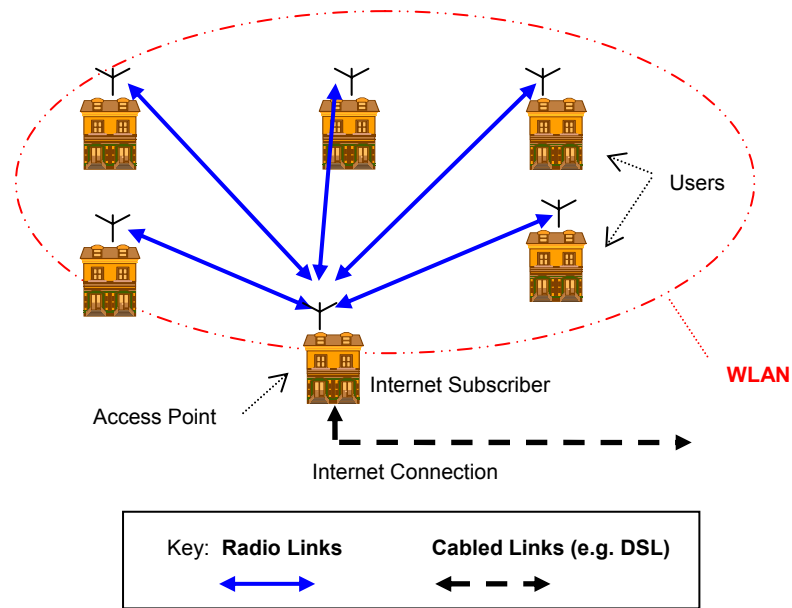 Users
WLAN
Internet Subscriber
Access Point
Internet Connection
Key: Radio Links Cabled Links (e.g. DSL)